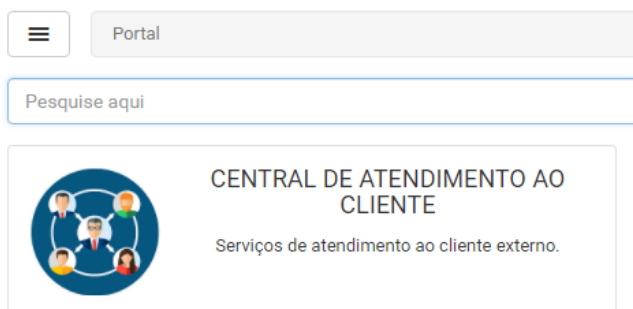 Portal
Pesquise aqui
CENTRAL DE ATENDIMENTO AO
CLIENTE
Serviços de atendimento ao cliente externo.